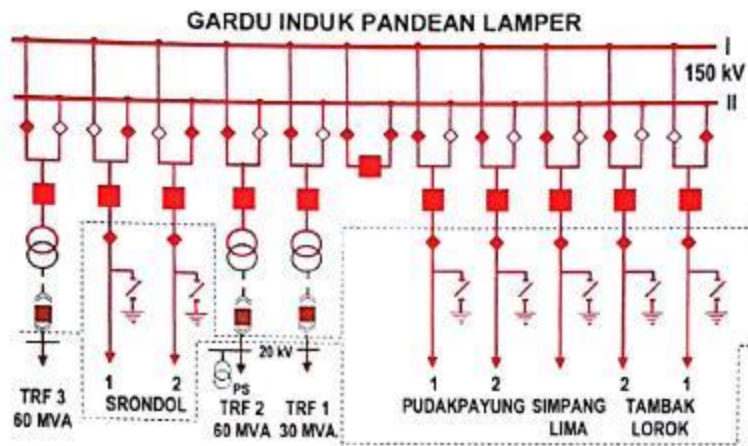 GARDU INDUK PANDEAN LAMPER
I
150 kV
II
20 kV
PS
1
2
1
2
2
1
TRF 3
60 MVA
SRONDOL
TRF 2
60 MVA
TRF 1
30 MVA.
PUDAKPAYUNG
SIMPANG
LIMA
TAMBAK
LOROK